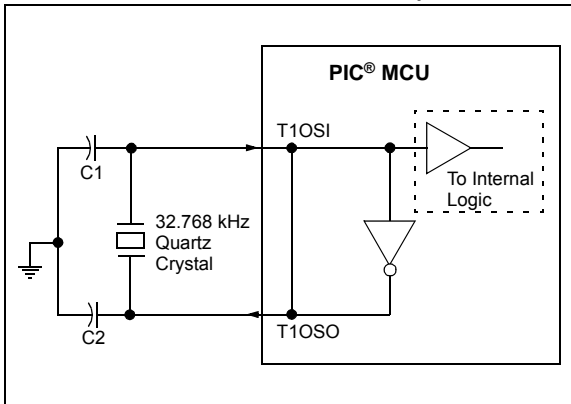 PIC® MCU
T1OSI
C1
To Internal
Logic
32.768 kHz
Quartz
Crystal
T1OSO
C2